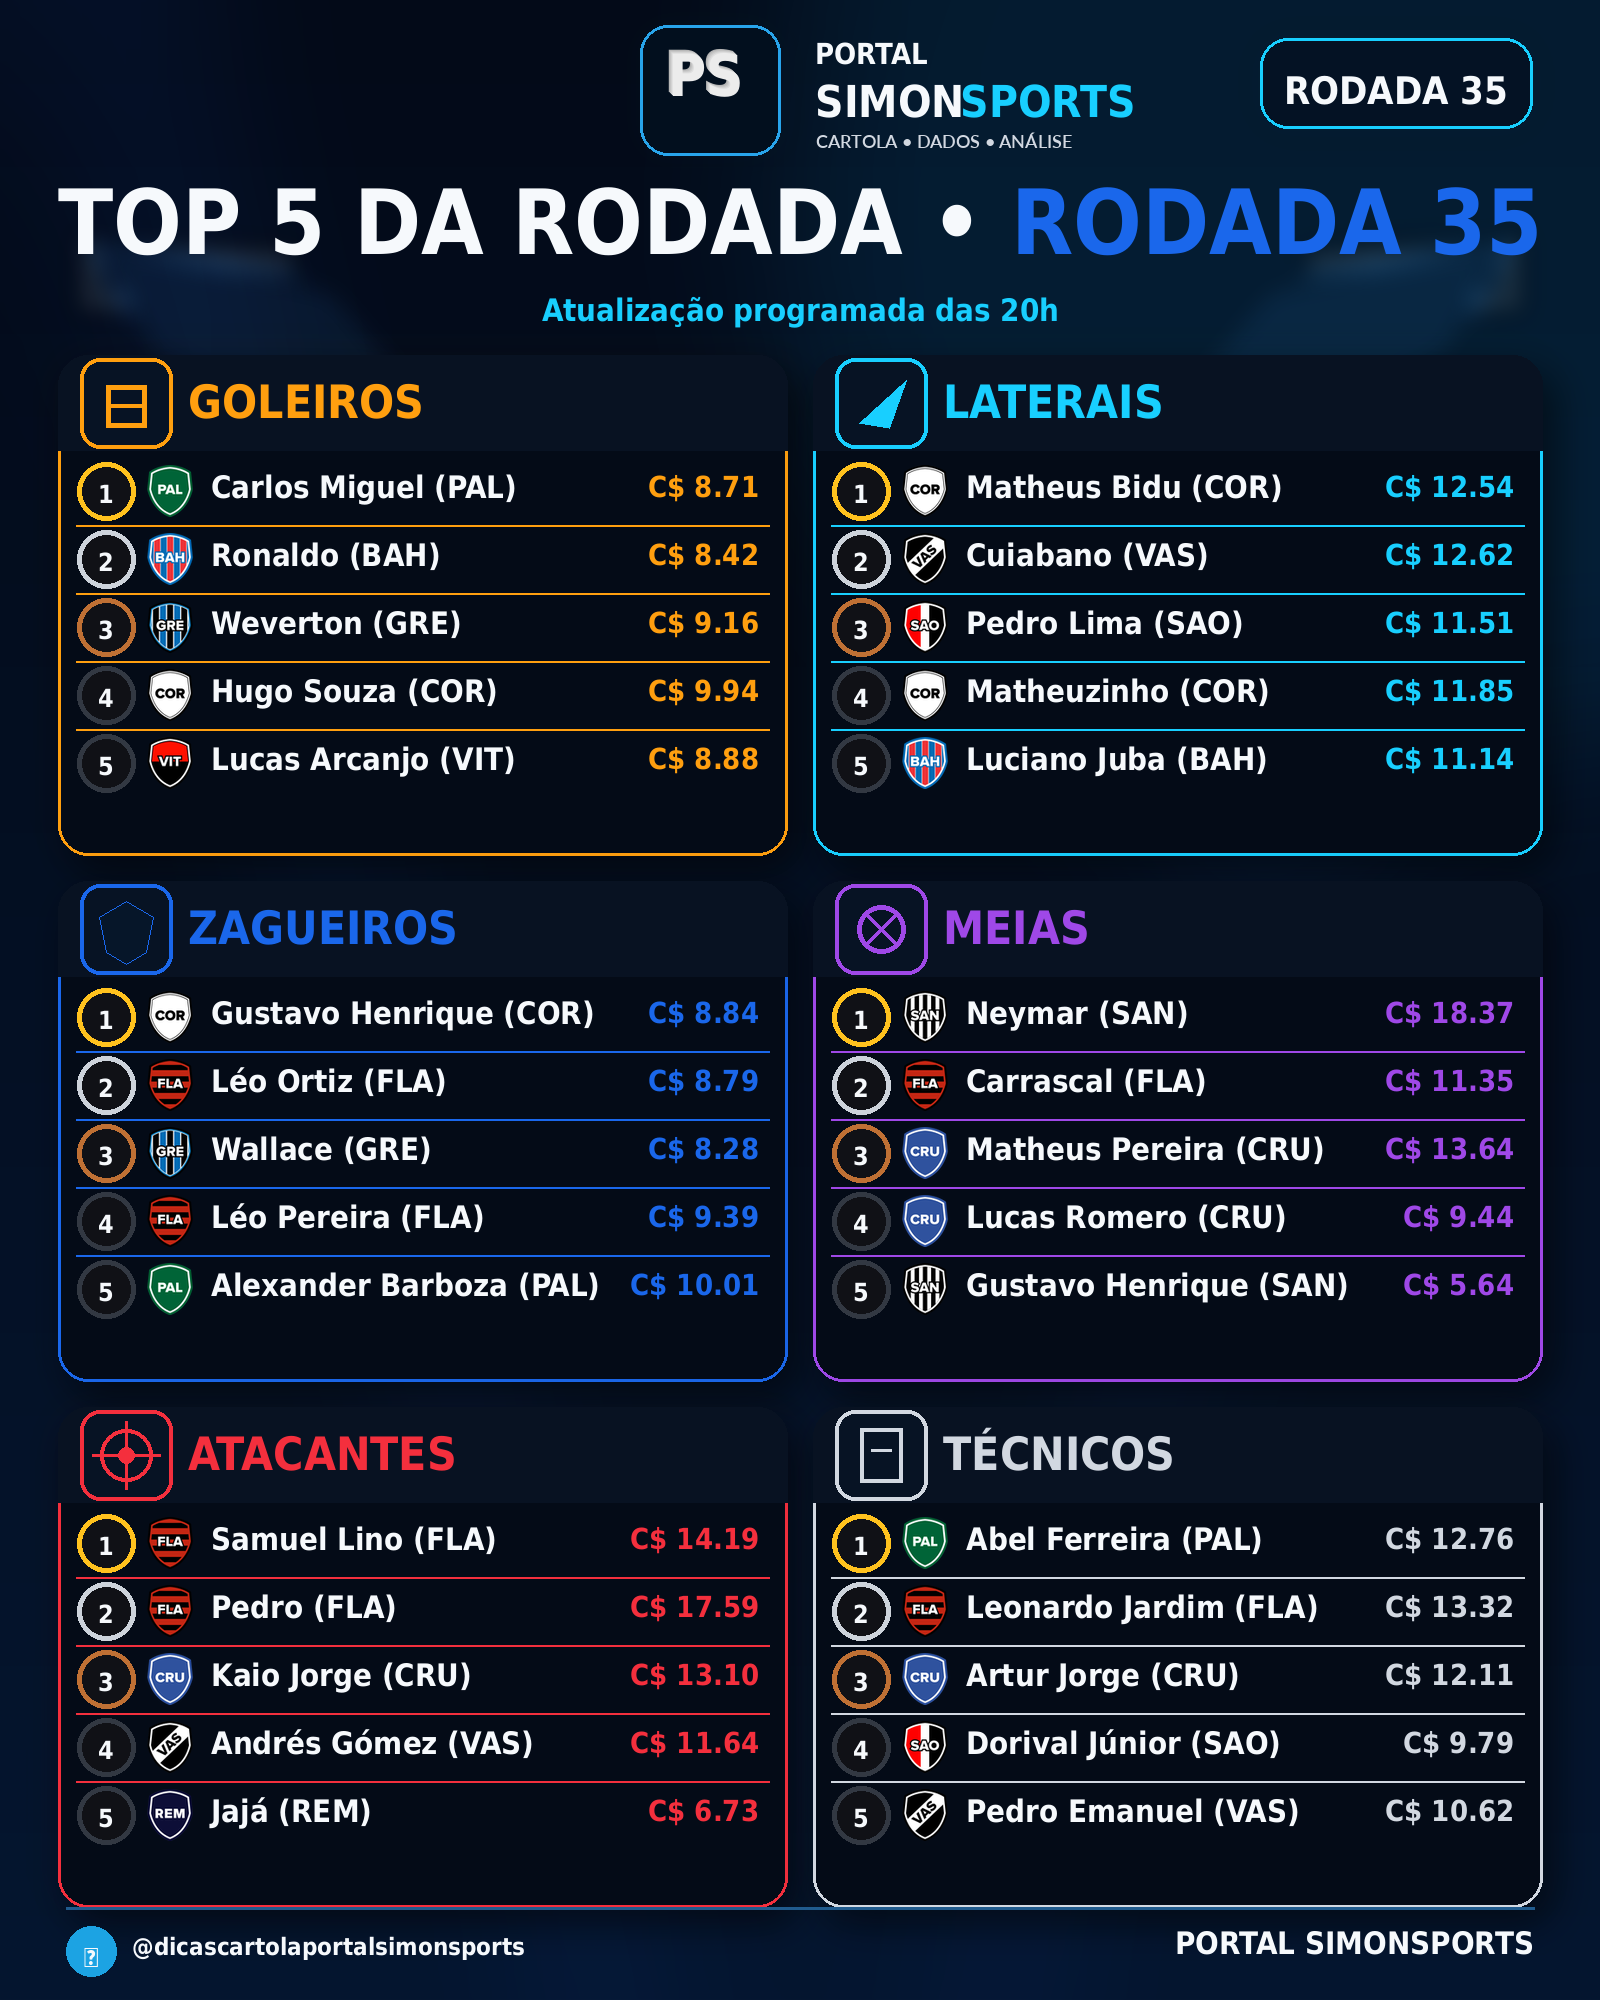 PS
PORTAL
SIMONSPORTS
CARTOLA • DADOS • ANÁLISE
RODADA 35
TOP 5 DA RODADA • RODADA 35
Atualização programada das 20h
GOLEIROS
1 PAL Carlos Miguel (PAL) C$ 8.71
2 BAH Ronaldo (BAH) C$ 8.42
3 GRE Weverton (GRE) C$ 9.16
4 COR Hugo Souza (COR) C$ 9.94
5 VIT Lucas Arcanjo (VIT) C$ 8.88
LATERAIS
1 COR Matheus Bidu (COR) C$ 12.54
2 VAS Cuiabano (VAS) C$ 12.62
3 SAO Pedro Lima (SAO) C$ 11.51
4 COR Matheuzinho (COR) C$ 11.85
5 BAH Luciano Juba (BAH) C$ 11.14
ZAGUEIROS
1 COR Gustavo Henrique (COR) C$ 8.84
2 FLA Léo Ortiz (FLA) C$ 8.79
3 GRE Wallace (GRE) C$ 8.28
4 FLA Léo Pereira (FLA) C$ 9.39
5 PAL Alexander Barboza (PAL) C$ 10.01
MEIAS
1 SAN Neymar (SAN) C$ 18.37
2 FLA Carrascal (FLA) C$ 11.35
3 CRU Matheus Pereira (CRU) C$ 13.64
4 CRU Lucas Romero (CRU) C$ 9.44
5 SAN Gustavo Henrique (SAN) C$ 5.64
ATACANTES
1 FLA Samuel Lino (FLA) C$ 14.19
2 FLA Pedro (FLA) C$ 17.59
3 CRU Kaio Jorge (CRU) C$ 13.10
4 VAS Andrés Gómez (VAS) C$ 11.64
5 REM Jajá (REM) C$ 6.73
TÉCNICOS
1 PAL Abel Ferreira (PAL) C$ 12.76
2 FLA Leonardo Jardim (FLA) C$ 13.32
3 CRU Artur Jorge (CRU) C$ 12.11
4 SAO Dorival Júnior (SAO) C$ 9.79
5 VAS Pedro Emanuel (VAS) C$ 10.62
@dicascartolaportalsimonsports
PORTAL SIMONSPORTS